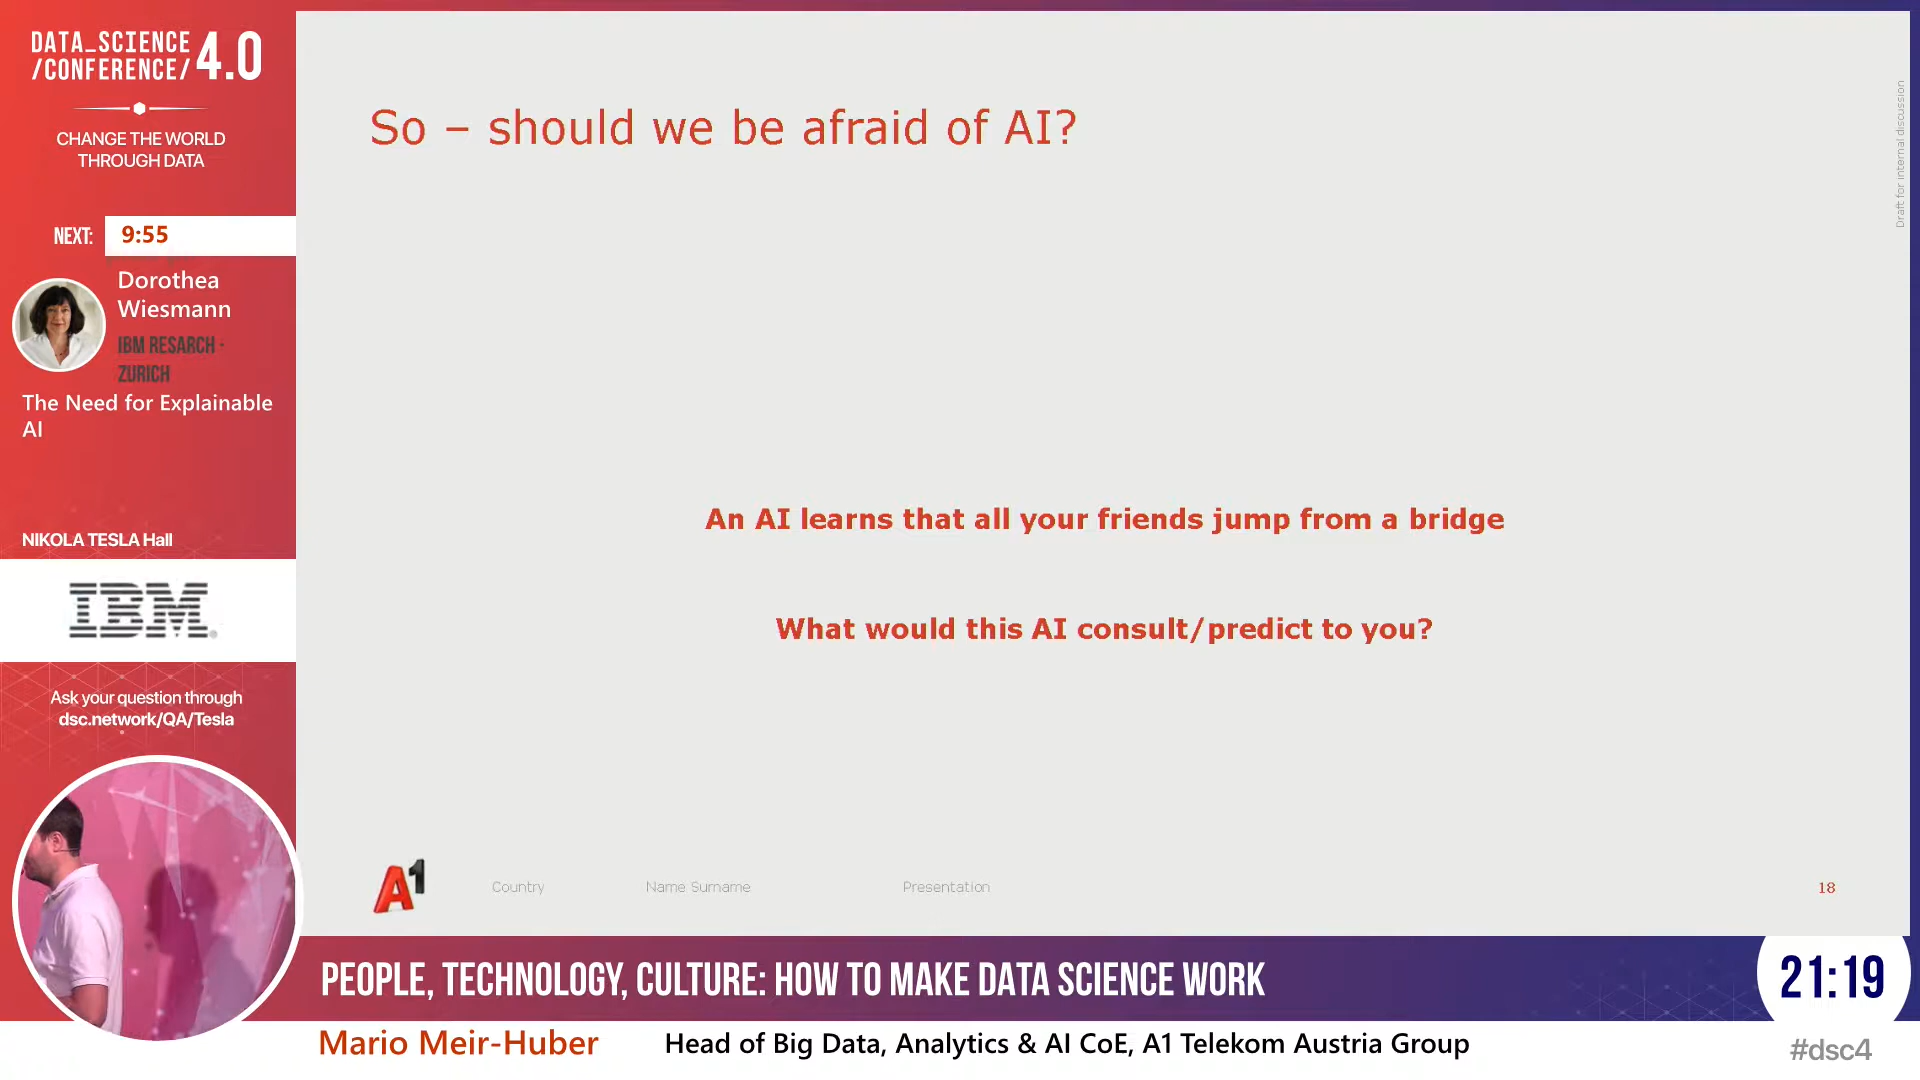 DATA_SCIENCE
/CONFERENCE/ 4.0
CHANGE THE WORLD
THROUGH DATA
NEXT: 9:55
Dorothea
Wiesmann
IBM RESARCH -
ZURICH
The Need for Explainable
AI
NIKOLA TESLA Hall
IBM
Ask your question through
dsc.network/QA/Tesla
So – should we be afraid of AI?
Draft for internal discussion
An AI learns that all your friends jump from a bridge
What would this AI consult/predict to you?
A1 Country Name Surname Presentation 18
PEOPLE, TECHNOLOGY, CULTURE: HOW TO MAKE DATA SCIENCE WORK
21:19
Mario Meir-Huber Head of Big Data, Analytics & AI CoE, A1 Telekom Austria Group
#dsc4